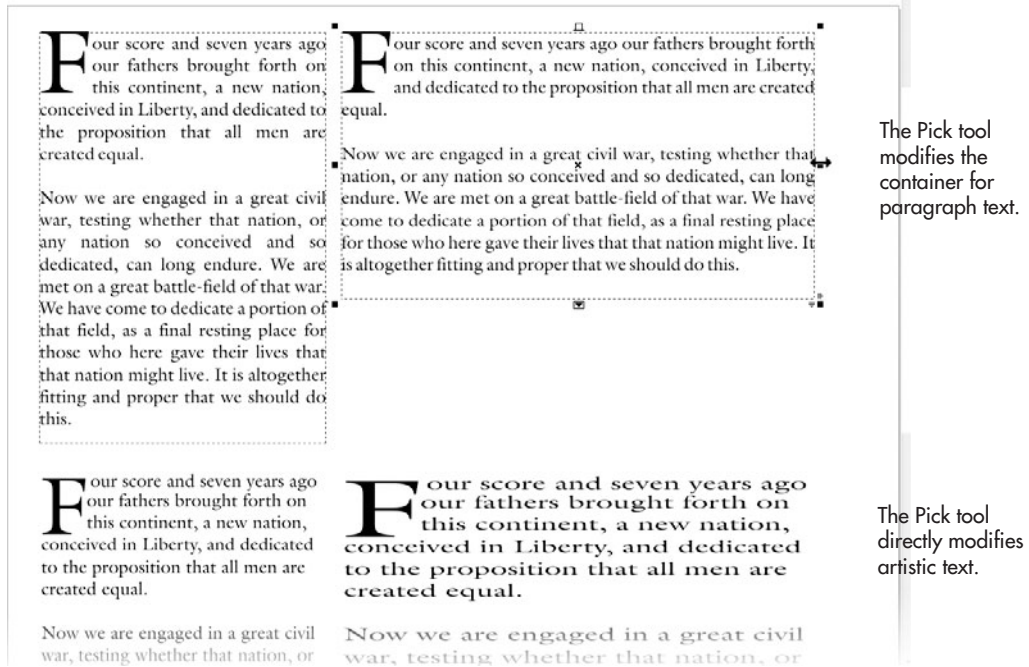 Four score and seven years ago
our fathers brought forth on
this continent, a new nation,
conceived in Liberty, and dedicated to
the proposition that all men are
created equal.
Now we are engaged in a great civil
war, testing whether that nation, or
any nation so conceived and so
dedicated, can long endure. We are
met on a great battle-field of that war.
We have come to dedicate a portion of
that field, as a final resting place for
those who here gave their lives that
that nation might live. It is altogether
fitting and proper that we should do
this.
Four score and seven years ago our fathers brought forth
on this continent, a new nation, conceived in Liberty,
and dedicated to the proposition that all men are created
equal.
Now we are engaged in a great civil war, testing whether that
nation, or any nation so conceived and so dedicated, can long
endure. We are met on a great battle-field of that war. We have
come to dedicate a portion of that field, as a final resting place
for those who here gave their lives that that nation might live. It
is altogether fitting and proper that we should do this.
The Pick tool
modifies the
container for
paragraph text.
Four score and seven years ago
our fathers brought forth on
this continent, a new nation,
conceived in Liberty, and dedicated
to the proposition that all men are
created equal.
Now we are engaged in a great civil
war, testing whether that nation, or
Four score and seven years ago
our fathers brought forth on
this continent, a new nation,
conceived in Liberty, and dedicated
to the proposition that all men are
created equal.
Now we are engaged in a great civil
war, testing whether that nation, or
The Pick tool
directly modifies
artistic text.